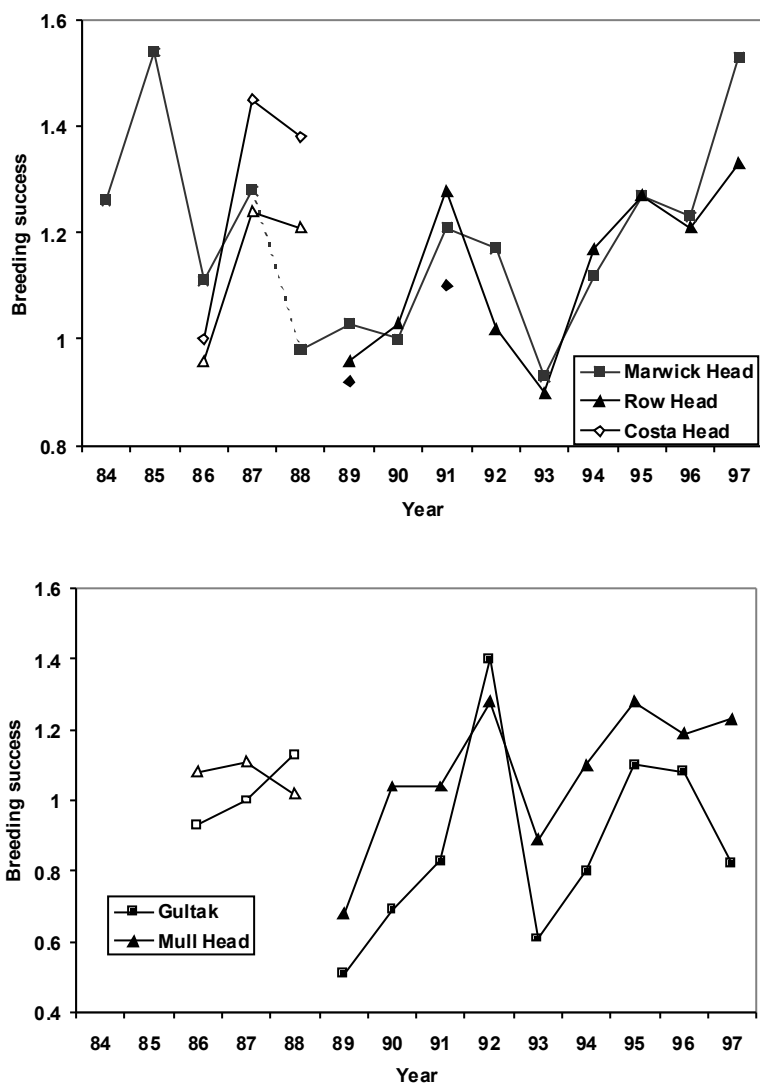 1.6
1.4
1.2
1
0.8
Breeding success
Marwick Head
Row Head
Costa Head
84 85 86 87 88 89 90 91 92 93 94 95 96 97
Year
1.6
1.4
1.2
1
0.8
0.6
0.4
Breeding success
Gultak
Mull Head
84 85 86 87 88 89 90 91 92 93 94 95 96 97
Year